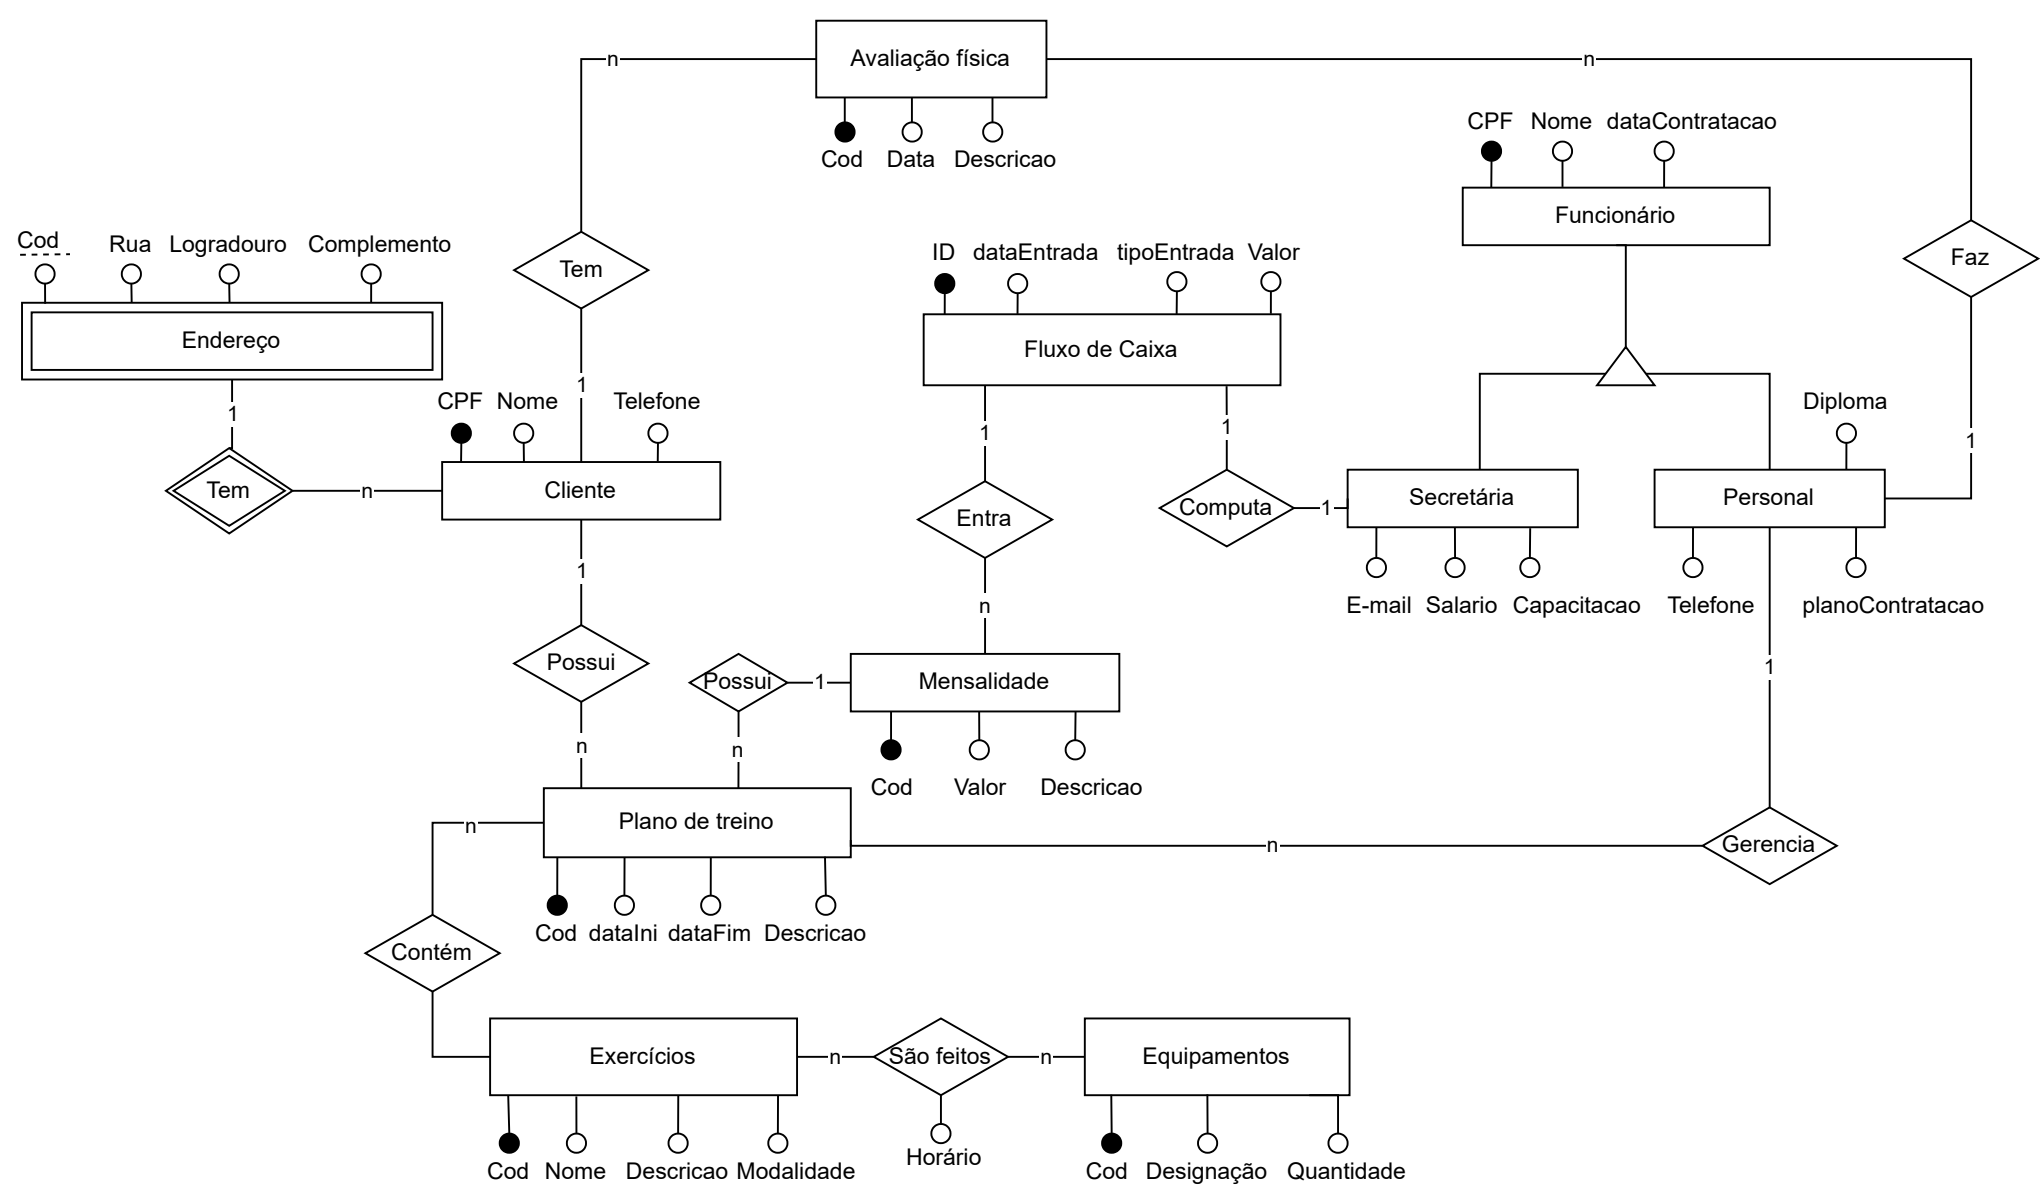 Avaliação física
n
n
Cod Data Descricao
CPF Nome dataContratacao
Funcionário
Cod Rua Logradouro Complemento
Endereço
Tem
ID dataEntrada tipoEntrada Valor
Fluxo de Caixa
Faz
1
1
CPF Nome Telefone
Cliente
Tem
n
1
1
Entra
Computa
1
Secretária
E-mail Salario Capacitacao
Diploma
Personal
1
Telefone planoContratacao
1
Possui
n
n
Possui
1
Mensalidade
n
Cod Valor Descricao
1
Plano de treino
n
n
Gerencia
Cod dataIni dataFim Descricao
Contém
Exercícios
n
São feitos
n
Equipamentos
Horário
Cod Nome Descricao Modalidade
Cod Designação Quantidade